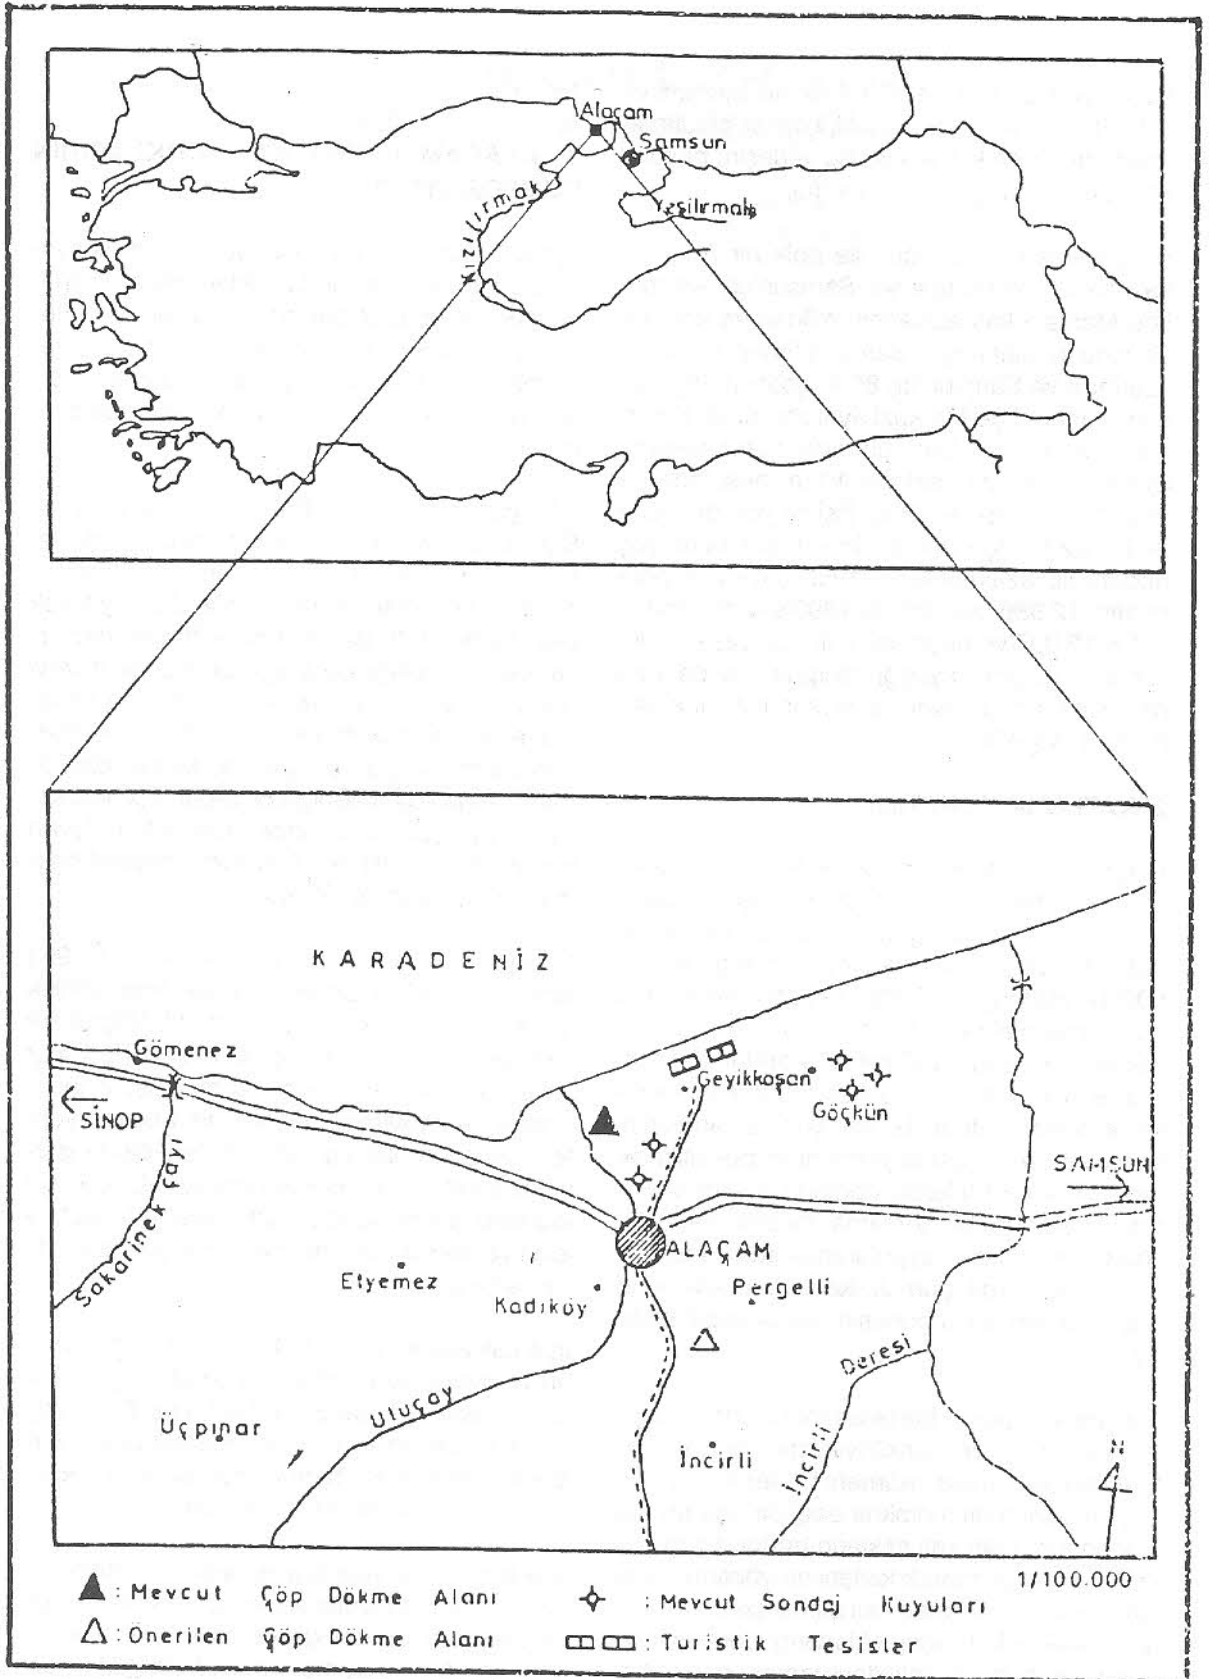 Alaçam
Samsun
Kızılırmak
Yeşilırmak
KARADENİZ
Gömenez
SİNOP
Sakarinek çayı
Geyikkoşan
Göçkün
SAMSUN
ALAÇAM
Etyemez
Kadıköy
Pergelli
Deresi
İncirli
Uluçay
Üçpınar
İncirli
N
1/100.000
▲ : Mevcut Çöp Dökme Alanı : Mevcut Sondaj Kuyuları
△ : Önerilen Çöp Dökme Alanı : Turistik Tesisler